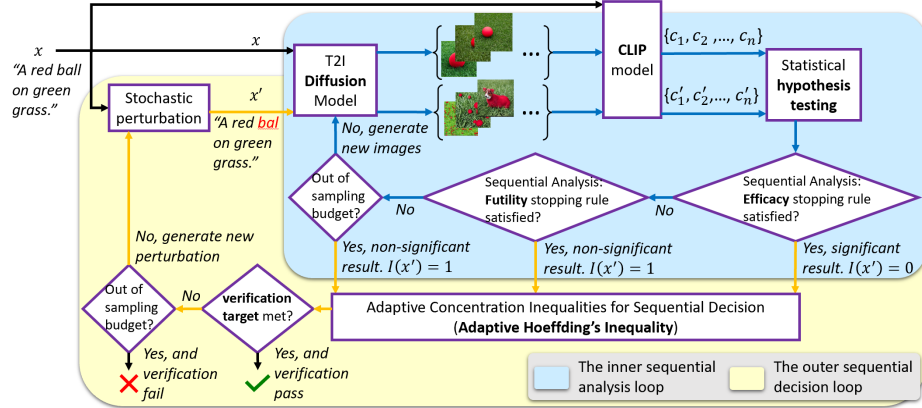 x
"A red ball
on green
grass."
x
T2I
Diffusion
Model
...
...
CLIP
model
{c₁, c₂ ,..., cₙ}
{c′₁, c′₂,..., c′ₙ}
Statistical
hypothesis
testing
Stochastic
perturbation
x′
"A red bal
on green
grass."
No, generate
new images
Out of
sampling
budget?
No
Sequential Analysis:
Futility stopping rule
satisfied?
No
Sequential Analysis:
Efficacy stopping rule
satisfied?
Yes, non-significant
result. I(x′) = 1
Yes, non-significant
result. I(x′) = 1
Yes, significant
result. I(x′) = 0
No, generate new
perturbation
Out of
sampling
budget?
No
verification
target met?
Adaptive Concentration Inequalities for Sequential Decision
(Adaptive Hoeffding's Inequality)
Yes, and
verification
fail
Yes, and
verification
pass
The inner sequential
analysis loop
The outer sequential
decision loop